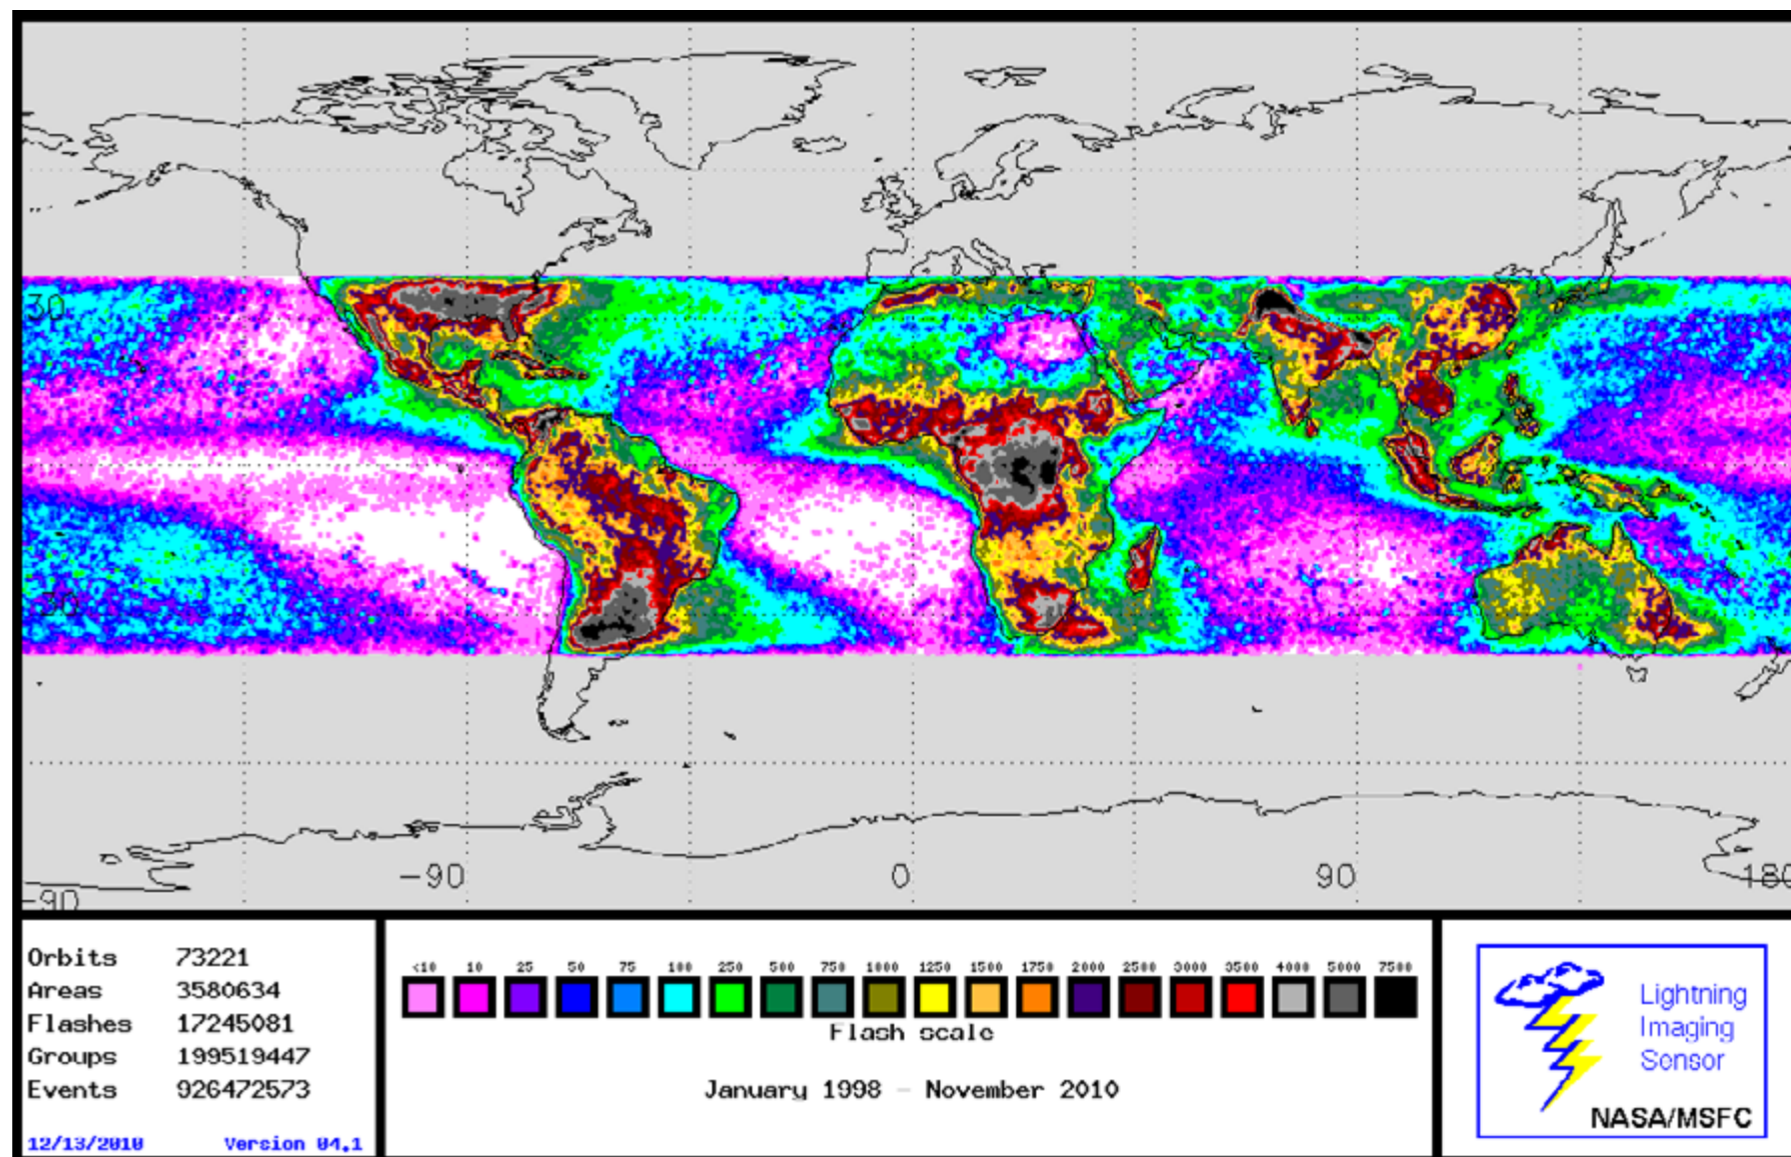 30
30
-90
0
90
180
-90
Orbits 73221
Areas 3580634
Flashes 17245081
Groups 199519447
Events 926472573
12/13/2010 Version 04.1
<10 10 25 50 75 100 250 500 750 1000 1250 1500 1750 2000 2500 3000 3500 4000 5000 7500
Flash scale
January 1998 - November 2010
Lightning
Imaging
Sensor
NASA/MSFC